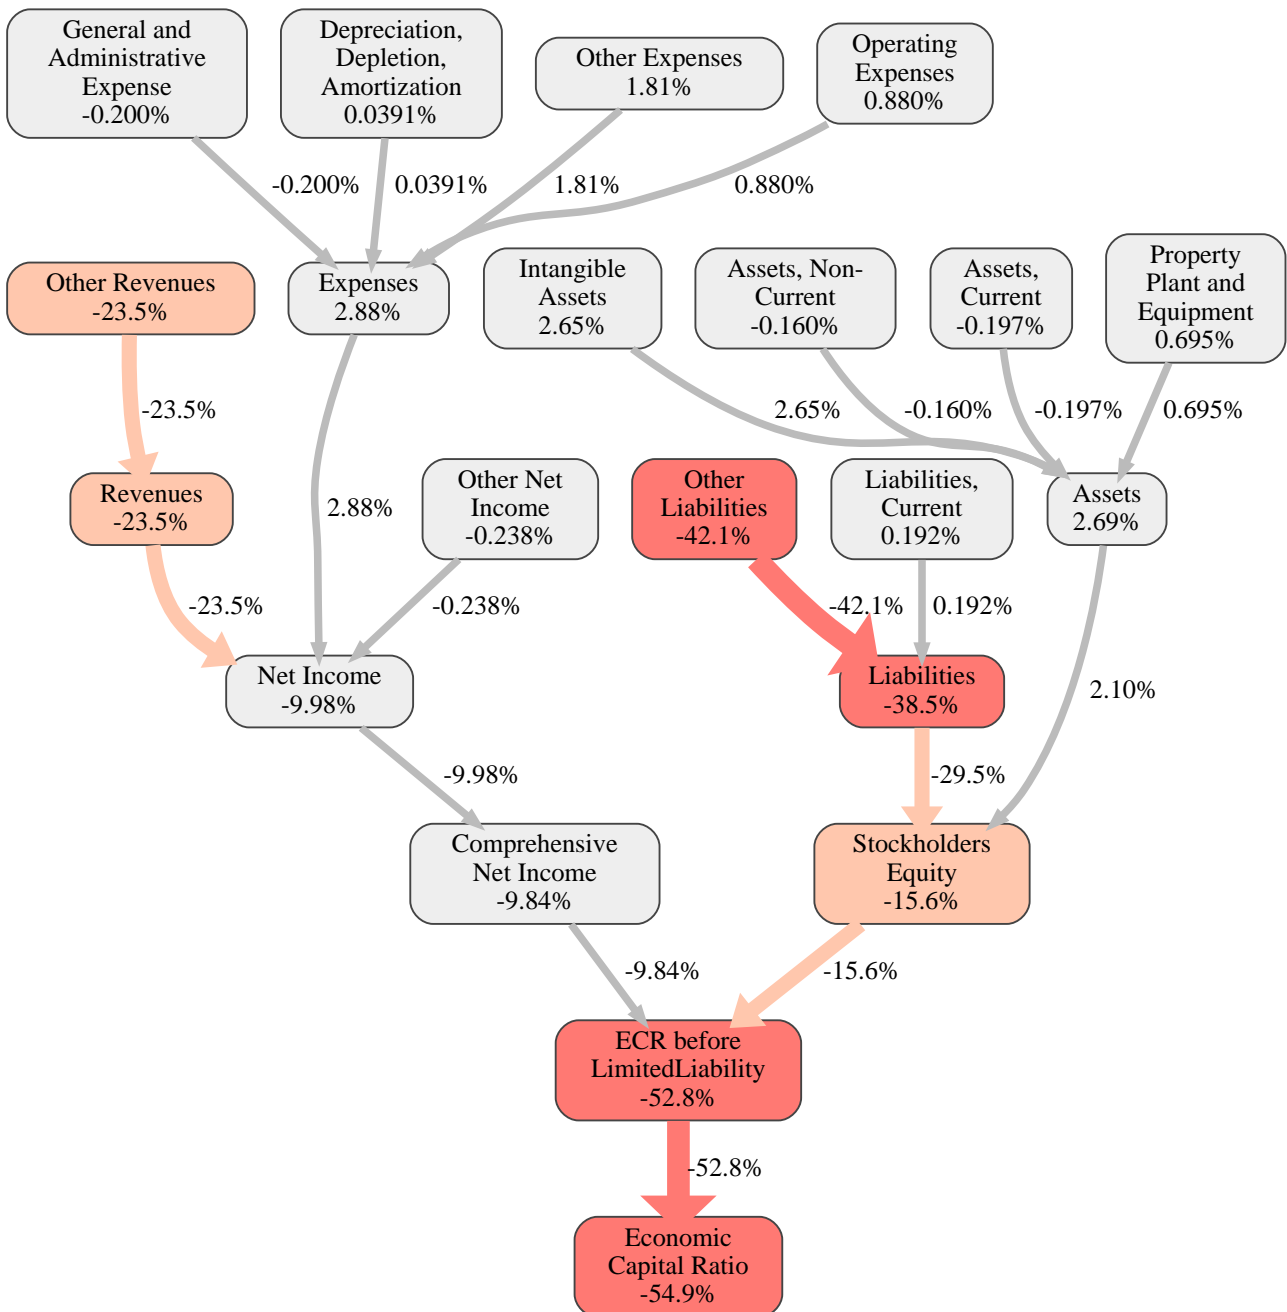 General and
Administrative
Expense
-0.200%
Depreciation,
Depletion,
Amortization
0.0391%
Other Expenses
1.81%
Operating
Expenses
0.880%
-0.200%
0.0391%
1.81%
0.880%
Other Revenues
-23.5%
Expenses
2.88%
Intangible
Assets
2.65%
Assets, Non-
Current
-0.160%
Assets,
Current
-0.197%
Property
Plant and
Equipment
0.695%
-23.5%
2.65%
-0.160%
-0.197%
0.695%
Revenues
-23.5%
2.88%
Other Net
Income
-0.238%
Other
Liabilities
-42.1%
Liabilities,
Current
0.192%
Assets
2.69%
-23.5%
-0.238%
-42.1%
0.192%
Net Income
-9.98%
Liabilities
-38.5%
2.10%
-9.98%
-29.5%
Comprehensive
Net Income
-9.84%
Stockholders
Equity
-15.6%
-9.84%
-15.6%
ECR before
LimitedLiability
-52.8%
-52.8%
Economic
Capital Ratio
-54.9%